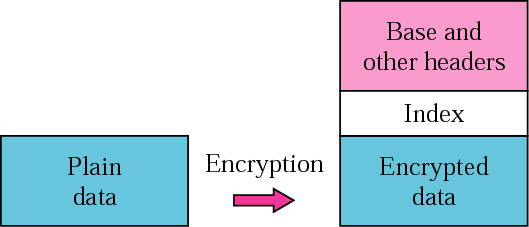 Base and
other headers
Index
Plain
data
Encryption
Encrypted
data